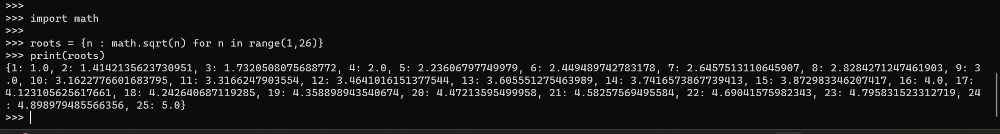 >>>
>>> import math
>>>
>>> roots = {n : math.sqrt(n) for n in range(1,26)}
>>> print(roots)
{1: 1.0, 2: 1.4142135623730951, 3: 1.7320508075688772, 4: 2.0, 5: 2.23606797749979, 6: 2.449489742783178, 7: 2.6457513110645907, 8: 2.8284271247461903, 9: 3
.0, 10: 3.1622776601683795, 11: 3.3166247903554, 12: 3.4641016151377544, 13: 3.605551275463989, 14: 3.7416573867739413, 15: 3.872983346207417, 16: 4.0, 17:
4.123105625617661, 18: 4.242640687119285, 19: 4.358898943540674, 20: 4.47213595499958, 21: 4.58257569495584, 22: 4.69041575982343, 23: 4.795831523312719, 24
: 4.898979485566356, 25: 5.0}
>>>